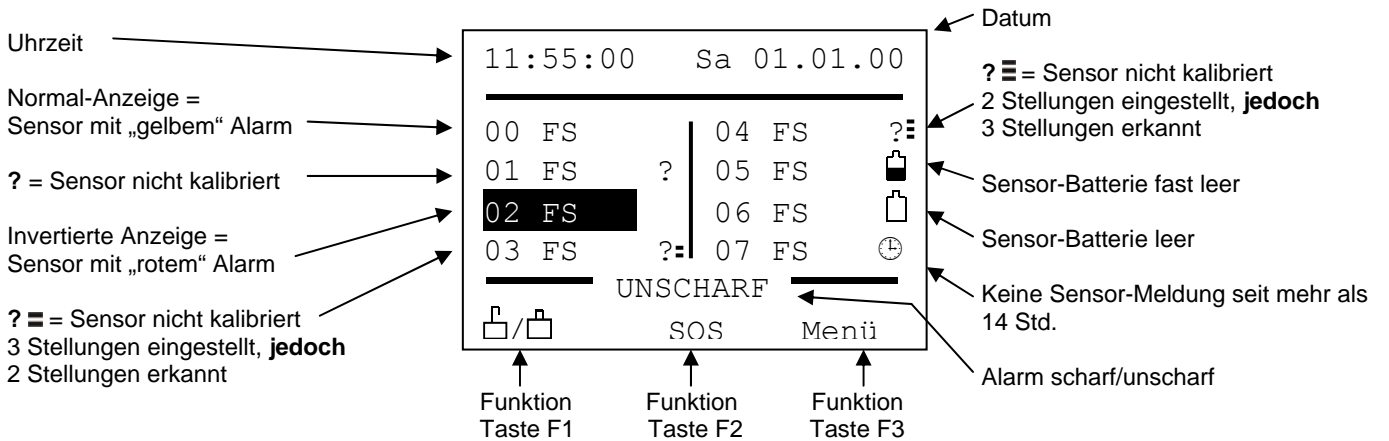 Uhrzeit
Normal-Anzeige =
Sensor mit „gelbem“ Alarm
? = Sensor nicht kalibriert
Invertierte Anzeige =
Sensor mit „rotem“ Alarm
? = Sensor nicht kalibriert
3 Stellungen eingestellt, jedoch
2 Stellungen erkannt
11:55:00 Sa 01.01.00
00 FS 04 FS ?
01 FS ? 05 FS
02 FS 06 FS
03 FS ? 07 FS
UNSCHARF
/ SOS Menü
Funktion
Taste F1
Funktion
Taste F2
Funktion
Taste F3
Datum
? = Sensor nicht kalibriert
2 Stellungen eingestellt, jedoch
3 Stellungen erkannt
Sensor-Batterie fast leer
Sensor-Batterie leer
Keine Sensor-Meldung seit mehr als
14 Std.
Alarm scharf/unscharf